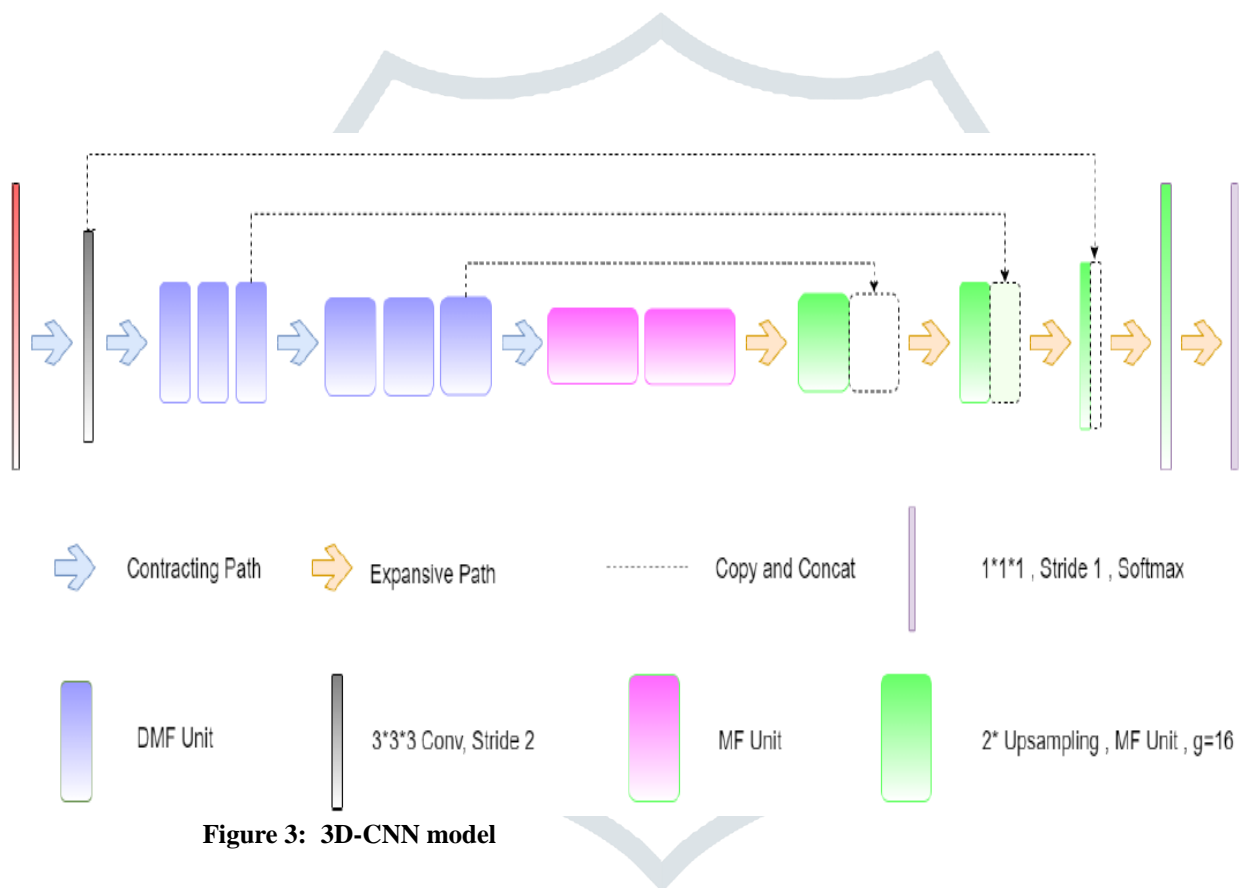 Contracting Path
Expansive Path
Copy and Concat
1*1*1 , Stride 1 , Softmax
DMF Unit
3*3*3 Conv, Stride 2
MF Unit
2* Upsampling , MF Unit , g=16
Figure 3: 3D-CNN model